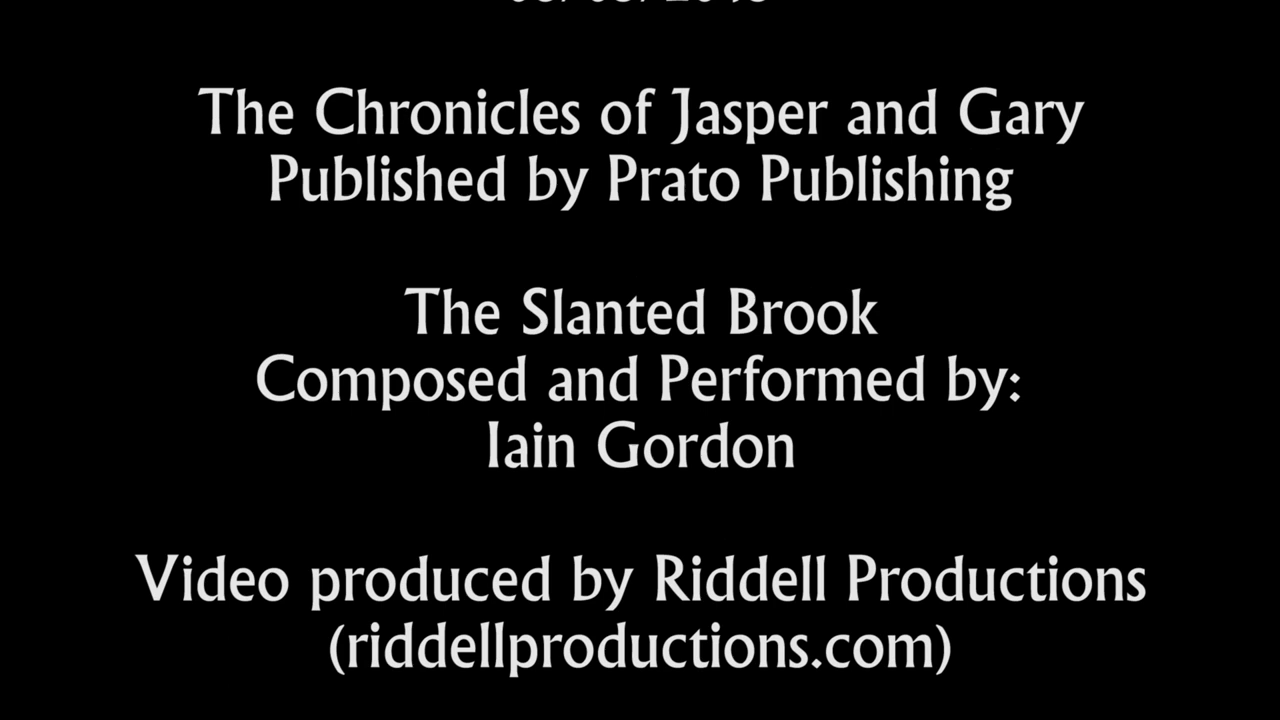 The Chronicles of Jasper and Gary
Published by Prato Publishing
The Slanted Brook
Composed and Performed by:
Iain Gordon
Video produced by Riddell Productions
(riddellproductions.com)